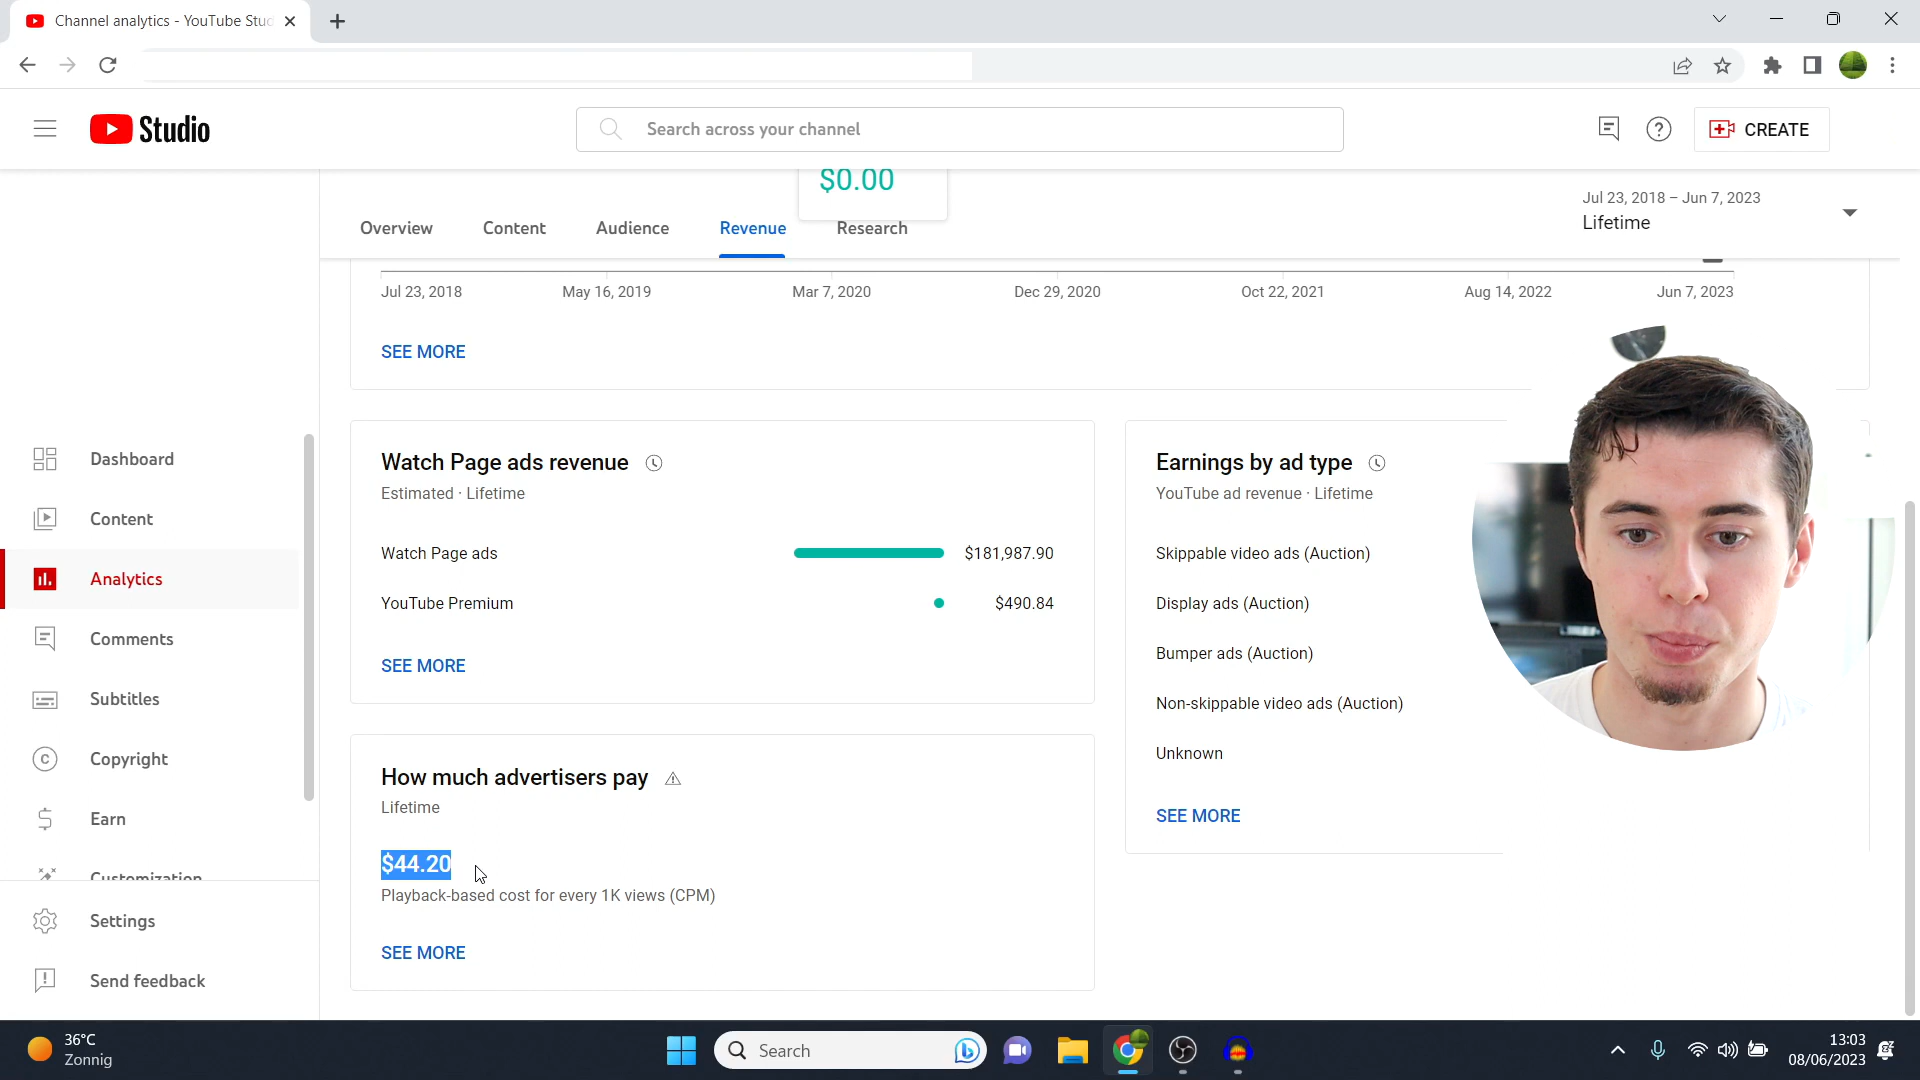 Channel analytics - YouTube Stud
Studio
Search across your channel
CREATE
$0.00
Overview
Content
Audience
Revenue
Research
Jul 23, 2018 – Jun 7, 2023
Lifetime
Jul 23, 2018
May 16, 2019
Mar 7, 2020
Dec 29, 2020
Oct 22, 2021
Aug 14, 2022
Jun 7, 2023
SEE MORE
Dashboard
Content
Analytics
Comments
Subtitles
Copyright
Earn
Customization
Settings
Send feedback
Watch Page ads revenue
Estimated · Lifetime
Watch Page ads $181,987.90
YouTube Premium $490.84
SEE MORE
How much advertisers pay
Lifetime
$44.20
Playback-based cost for every 1K views (CPM)
SEE MORE
Earnings by ad type
YouTube ad revenue · Lifetime
Skippable video ads (Auction)
Display ads (Auction)
Bumper ads (Auction)
Non-skippable video ads (Auction)
Unknown
SEE MORE
36°C
Zonnig
Search
13:03
08/06/2023